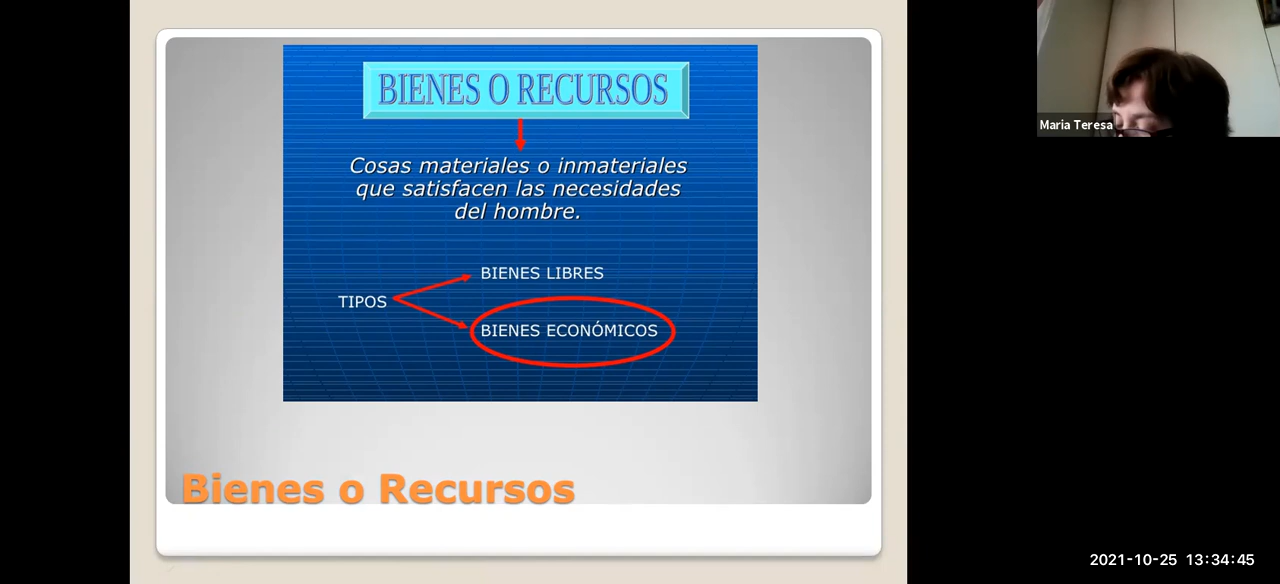 BIENES O RECURSOS
Cosas materiales o inmateriales
que satisfacen las necesidades
del hombre.
BIENES LIBRES
TIPOS
BIENES ECONÓMICOS
Bienes o Recursos
Maria Teresa
2021-10-25 13:34:45